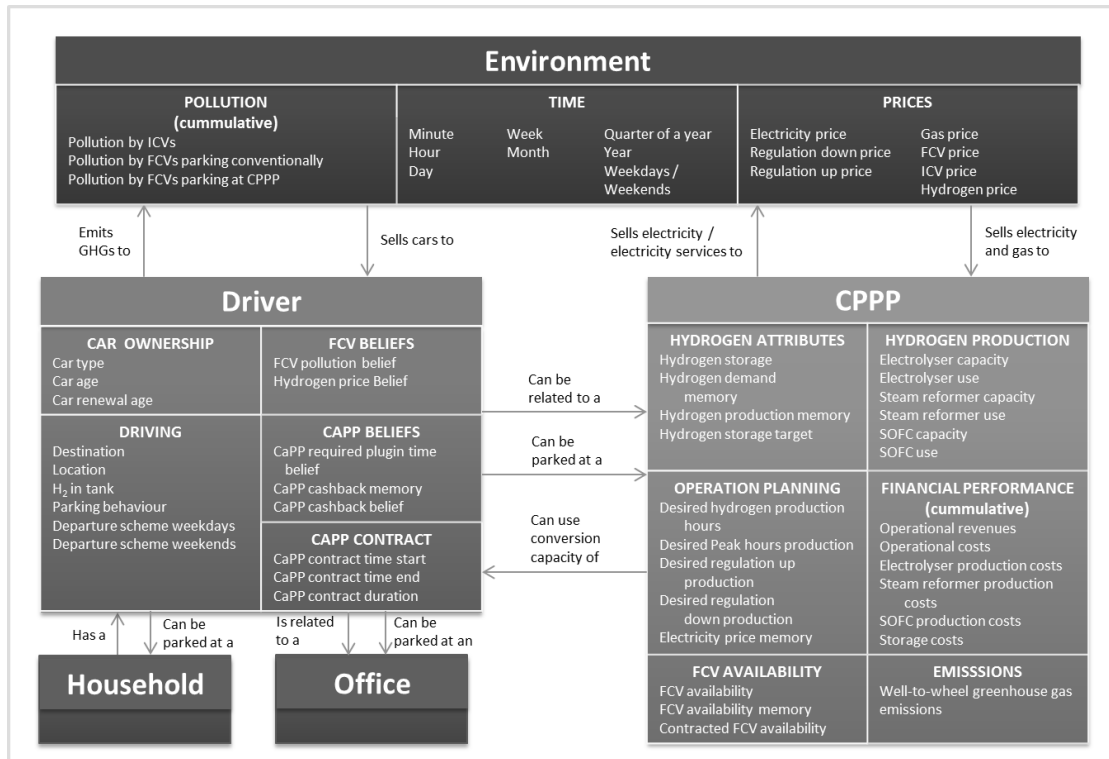 Environment
POLLUTION
(cummulative)
Pollution by ICVs
Pollution by FCVs parking conventionally
Pollution by FCVs parking at CPPP
TIME
Minute
Hour
Day
Week
Month
Quarter of a year
Year
Weekdays /
Weekends
PRICES
Electricity price
Regulation down price
Regulation up price
Gas price
FCV price
ICV price
Hydrogen price
Emits
GHGs to
Sells cars to
Sells electricity /
electricity services to
Sells electricity
and gas to
Driver
CAR OWNERSHIP
Car type
Car age
Car renewal age
FCV BELIEFS
FCV pollution belief
Hydrogen price Belief
DRIVING
Destination
Location
H₂ in tank
Parking behaviour
Departure scheme weekdays
Departure scheme weekends
CAPP BELIEFS
CaPP required plugin time
belief
CaPP cashback memory
CaPP cashback belief
CAPP CONTRACT
CaPP contract time start
CaPP contract time end
CaPP contract duration
Can be
related to a
Can be
parked at a
Can use
conversion
capacity of
CPPP
HYDROGEN ATTRIBUTES
Hydrogen storage
Hydrogen demand
memory
Hydrogen production memory
Hydrogen storage target
HYDROGEN PRODUCTION
Electrolyser capacity
Electrolyser use
Steam reformer capacity
Steam reformer use
SOFC capacity
SOFC use
OPERATION PLANNING
Desired hydrogen production
hours
Desired Peak hours production
Desired regulation up
production
Desired regulation
down production
Electricity price memory
FINANCIAL PERFORMANCE
(cummulative)
Operational revenues
Operational costs
Electrolyser production costs
Steam reformer production
costs
SOFC production costs
Storage costs
FCV AVAILABILITY
FCV availability
FCV availability memory
Contracted FCV availability
EMISSSIONS
Well-to-wheel greenhouse gas
emissions
Has a
Can be
parked at a
Is related
to a
Can be
parked at an
Household
Office